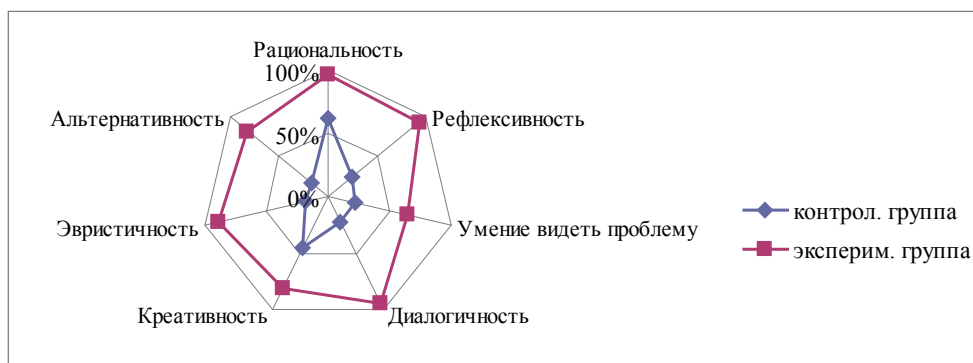 Рациональность
100%
Альтернативность
Рефлексивность
50%
0%
Эвристичность
Умение видеть проблему
контрол. группа
эксперим. группа
Креативность
Диалогичность